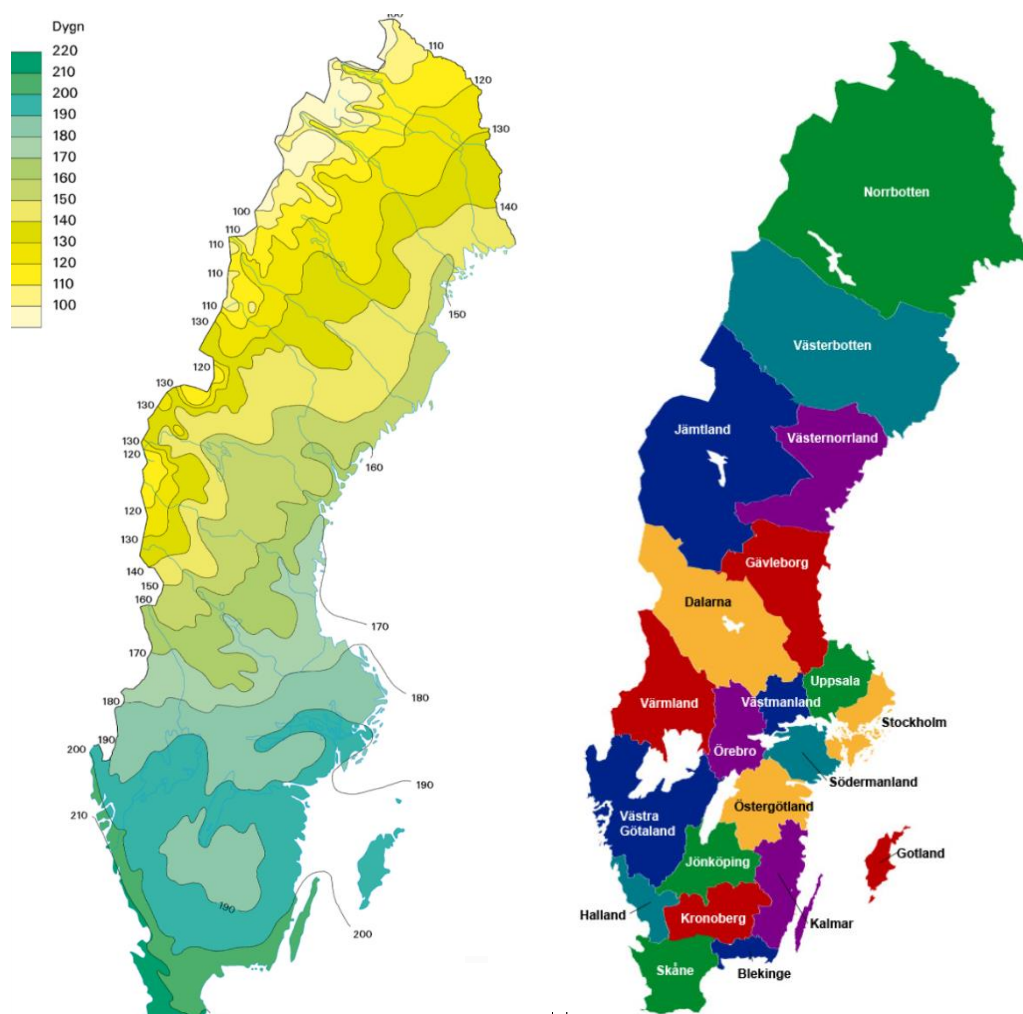 Dygn
220
210
200
190
180
170
160
150
140
130
120
110
100
100
110
120
130
140
150
100
110
110
110
130
120
130
130
130
120
120
130
140
150
160
160
170
170
180
180
190
200
190
210
190
200
Norrbotten
Västerbotten
Jämtland
Västernorrland
Gävleborg
Dalarna
Uppsala
Värmland
Västmanland
Stockholm
Örebro
Södermanland
Västra
Götaland
Östergötland
Jönköping
Gotland
Halland
Kronoberg
Kalmar
Skåne
Blekinge